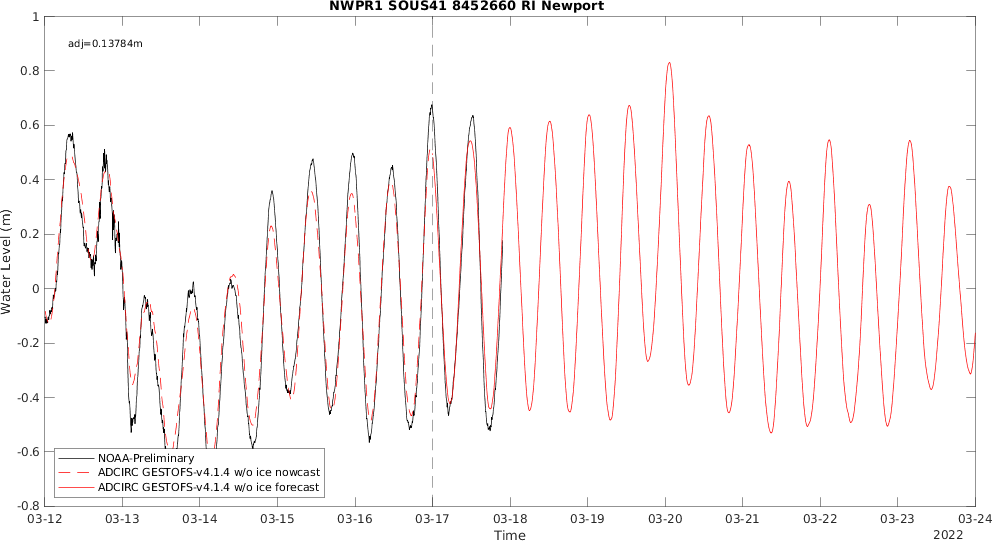 NWPR1 SOUS41 8452660 RI Newport
adj=0.13784m
1
0.8
0.6
0.4
0.2
0
-0.2
-0.4
-0.6
-0.8
Water Level (m)
NOAA-Preliminary
ADCIRC GESTOFS-v4.1.4 w/o ice nowcast
ADCIRC GESTOFS-v4.1.4 w/o ice forecast
03-12 03-13 03-14 03-15 03-16 03-17 03-18 03-19 03-20 03-21 03-22 03-23 03-24
Time
2022